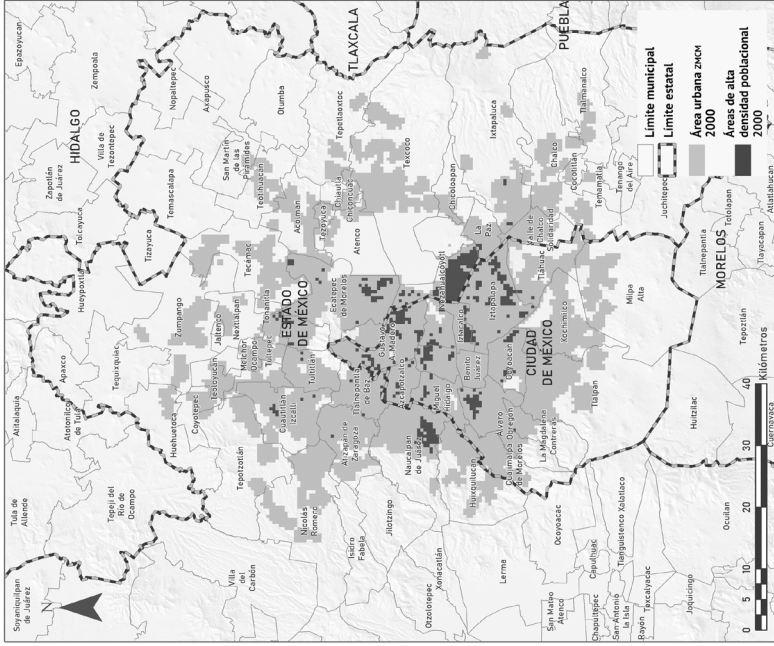 Epazoyucan
Zempoala
HIDALGO
Zapotlán
de Juárez
Villa de
Tezontepec
Tolcayuca
Tizayuca
Hueypoxtla
Apaxco
Atitalaquia
Atotonilco
de Tula
Tula de
Allende
Tepeji del
Río de
Ocampo
Soyaniquilpan
de Juárez
N
TLAXCALA
PUEBLA
Nopaltepec
Axapusco
Otumba
San Martín
de las
Pirámides
Temascalapa
Teotihuacan
Tecámac
Acolman
Tepetlaoxtoc
Tezoyuca
Chiautla
Chiconcuac
Texcoco
Atenco
Zumpango
Jaltenco
Nextlalpan
Tonanitla
Tequixquiac
Melchor
Ocampo
Tultepec
Teoloyucan
Coyotepec
Huehuetoca
Tepotzotlán
Cuautitlán
Izcalli
Tultitlán
ESTADO
DE MÉXICO
Ecatepec
de Morelos
Tlalnepantla
de Baz
Atizapán de
Zaragoza
Nicolás
Romero
Villa
del
Carbón
Isidro
Fabela
Jilotzingo
Naucalpan
de Juárez
Gustavo A.
Madero
Azcapotzalco
Miguel
Hidalgo
Benito
Juárez
Iztacalco
Iztapalapa
Nezahualcóyotl
La
Paz
Chicoloapan
Ixtapaluca
Chalco
Valle de
Chalco
Solidaridad
Cocotitlán
Temamatla
Tlalmanalco
Tenango
del Aire
Juchitepec
Tláhuac
Xochimilco
Milpa
Alta
CIUDAD
DE MÉXICO
Coyoacán
Álvaro
Obregón
Cuajimalpa
de Morelos
La Magdalena
Contreras
Tlalpan
Huixquilucan
Xonacatlán
Otzolotepec
Lerma
Ocoyoacac
San Mateo
Atenco
Capulhuac
Tianguistenco
Xalatlaco
Chapultepec
San Antonio
la Isla
Rayón
Texcalyacac
Joquicingo
Ocuilan
Huitzilac
Cuernavaca
Tepoztlán
MORELOS
Tlalnepantla
Totolapan
Tlayacapan
Atlatlahucan
Límite municipal
Límite estatal
Área urbana ZMCM
2000
Áreas de alta
densidad poblacional
2000
0 5 10 20 30 40
Kilómetros